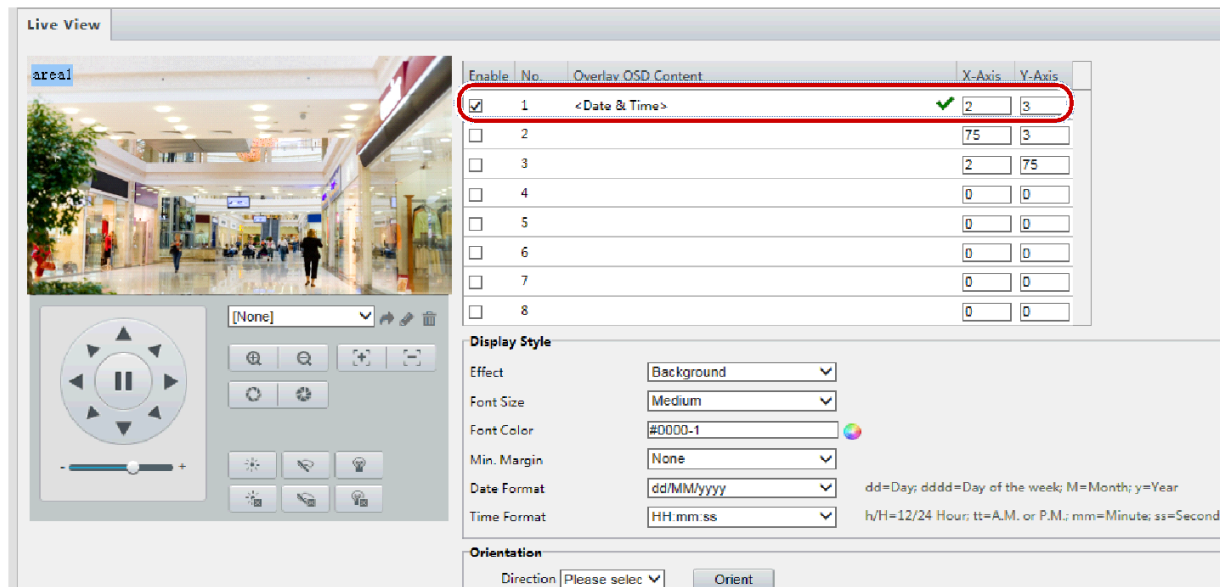 Live View
area1
Enable No. Overlay OSD Content X-Axis Y-Axis
1 <Date & Time> 2 3
2 75 3
3 2 75
4 0 0
5 0 0
6 0 0
7 0 0
8 0 0
[None]
- +
Display Style
Effect Background
Font Size Medium
Font Color #0000-1
Min. Margin None
Date Format dd/MM/yyyy dd=Day; dddd=Day of the week; M=Month; y=Year
Time Format HH:mm:ss h/H=12/24 Hour; tt=A.M. or P.M.; mm=Minute; ss=Second
Orientation
Direction Please selec Orient